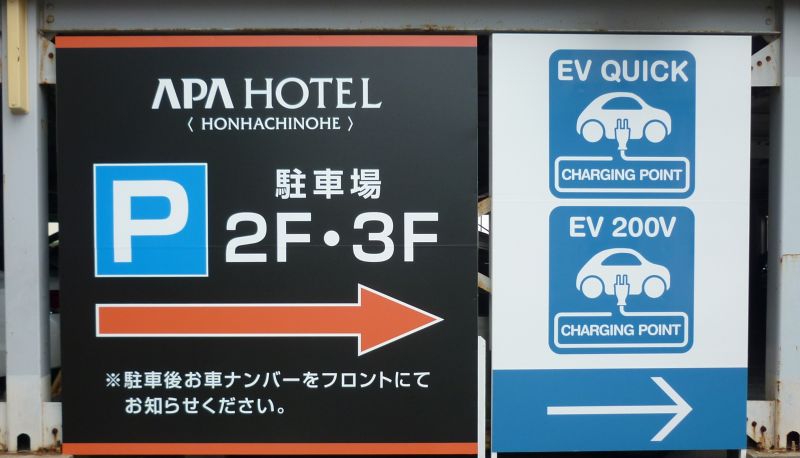 APA HOTEL
〈 HONHACHINOHE 〉
P
駐車場
2F・3F
※駐車後お車ナンバーをフロントにて
お知らせください。
EV QUICK
CHARGING POINT
EV 200V
CHARGING POINT